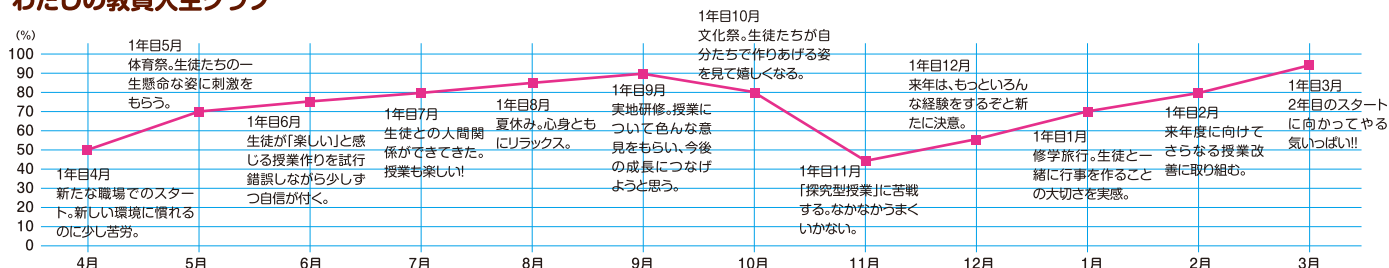 わたしの教員人生グラフ
(%)
100
90
80
70
60
50
40
30
20
10
0
1年目4月
新たな職場でのスター
ト。新しい環境に慣れる
のに少し苦労。
1年目5月
体育祭。生徒たちの一
生懸命な姿に刺激を
もらう。
1年目6月
生徒が「楽しい」と感
じる授業作りを試行
錯誤しながら少しず
つ自信が付く。
1年目7月
生徒との人間関
係ができてきた。
授業も楽しい!
1年目8月
夏休み。心身とも
にリラックス。
1年目9月
実地研修。授業に
ついて色んな意
見をもらい、今後
の成長につなげ
ようと思う。
1年目10月
文化祭。生徒たちが自
分たちで作りあげる姿
を見て嬉しくなる。
1年目11月
「探究型授業」に苦戦
する。なかなかうまく
いかない。
1年目12月
来年は、もっといろん
な経験をするぞと新
たに決意。
1年目1月
修学旅行。生徒と一
緒に行事を作ること
の大切さを実感。
1年目2月
来年度に向けて
さらなる授業改
善に取り組む。
1年目3月
2年目のスタート
に向かってやる
気いっぱい!!
4月
5月
6月
7月
8月
9月
10月
11月
12月
1月
2月
3月